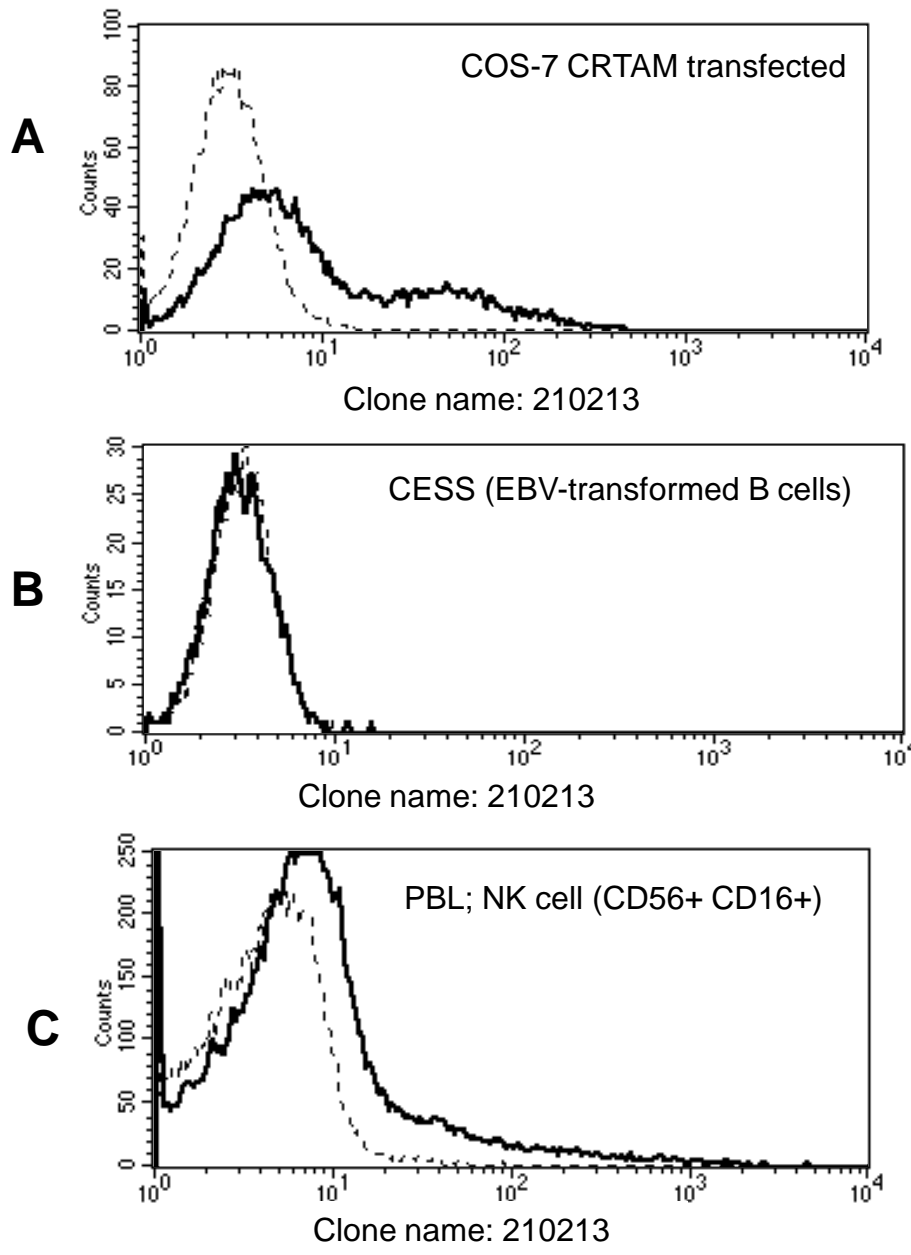 A
COS-7 CRTAM transfected
Counts
100
80
60
40
20
0
10^0 10^1 10^2 10^3 10^4
Clone name: 210213
B
CESS (EBV-transformed B cells)
Counts
30
25
20
15
10
5
0
10^0 10^1 10^2 10^3 10^4
Clone name: 210213
C
PBL; NK cell (CD56+ CD16+)
Counts
250
200
150
100
50
0
10^0 10^1 10^2 10^3 10^4
Clone name: 210213